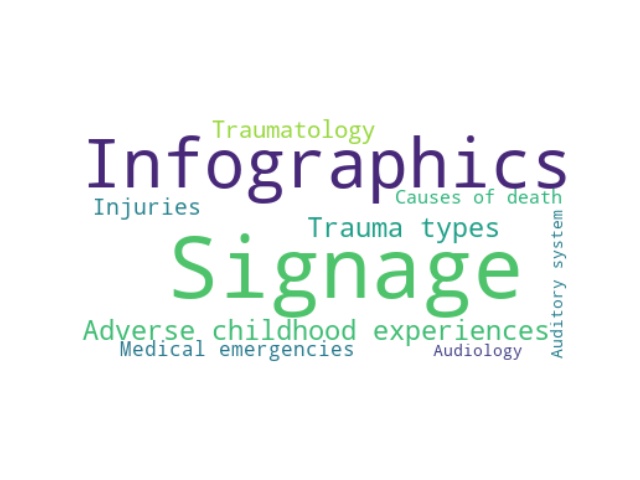 Traumatology
Infographics
Causes of death
Injuries
Trauma types
Signage
Auditory system
Adverse childhood experiences
Medical emergencies
Audiology